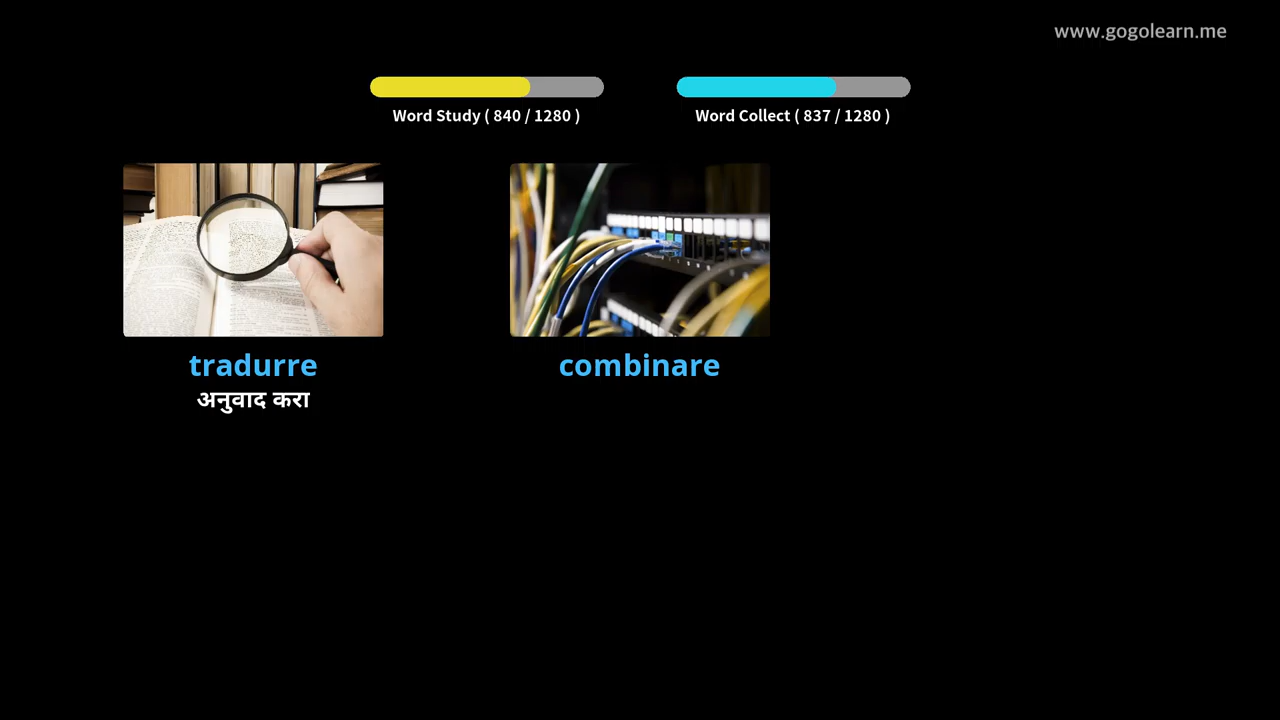 www.gogolearn.me
Word Study ( 840 / 1280 )
Word Collect ( 837 / 1280 )
tradurre
अनुवाद करा
combinare